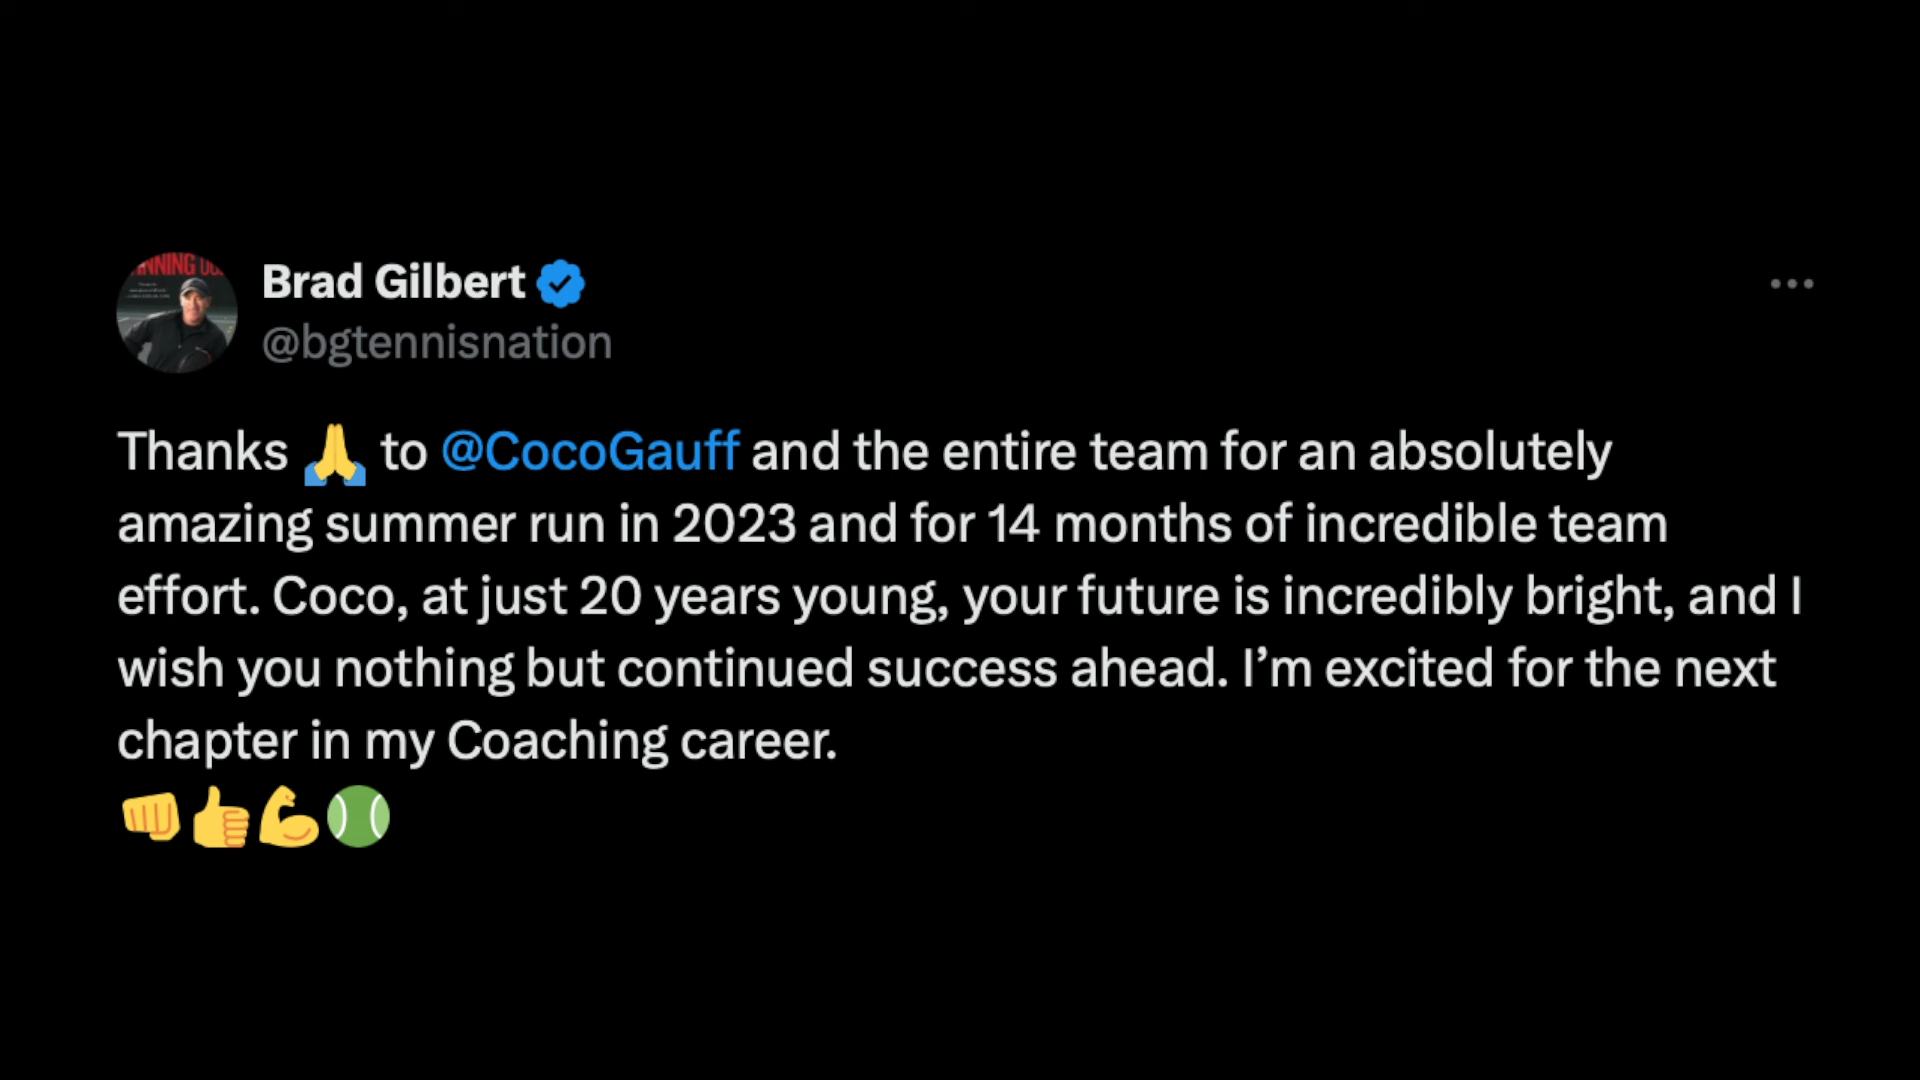 NNING
Brad Gilbert
@bgtennisnation
Thanks 🙏 to @CocoGauff and the entire team for an absolutely
amazing summer run in 2023 and for 14 months of incredible team
effort. Coco, at just 20 years young, your future is incredibly bright, and I
wish you nothing but continued success ahead. I’m excited for the next
chapter in my Coaching career.
👊👍💪🎾